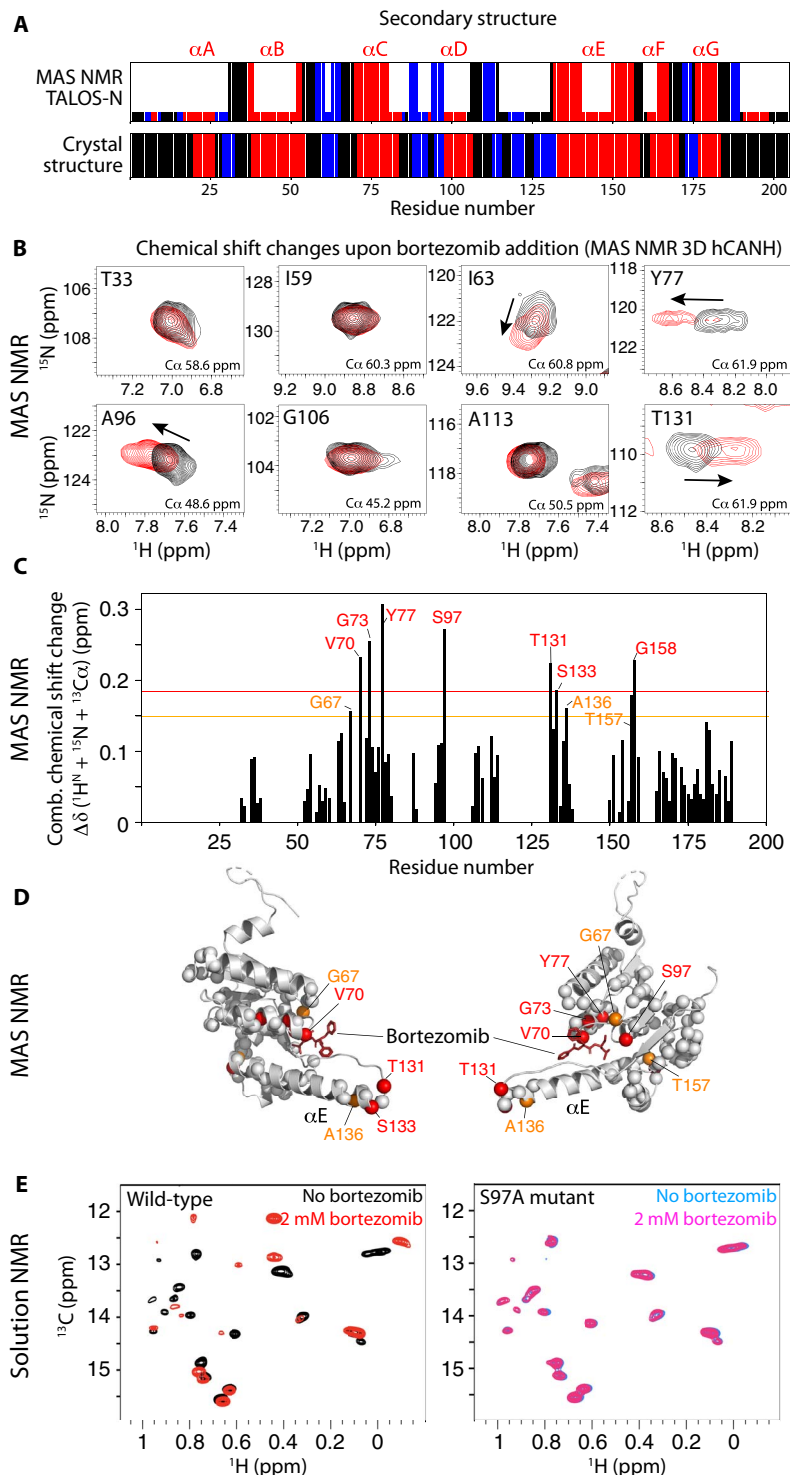 A
Secondary structure
αA αB αC αD αE αF αG
MAS NMR
TALOS-N
Crystal
structure
25 50 75 100 125 150 175 200
Residue number
B
Chemical shift changes upon bortezomib addition (MAS NMR 3D hCANH)
MAS NMR
T33
106
108
7.2 7.0 6.8
Cα 58.6 ppm
I59
128
130
9.2 9.0 8.8 8.6
Cα 60.3 ppm
I63
120
122
124
9.6 9.4 9.2 9.0
Cα 60.8 ppm
Y77
118
120
122
8.6 8.4 8.2 8.0
Cα 61.9 ppm
15N (ppm)
A96
122
124
8.0 7.8 7.6 7.4
Cα 48.6 ppm
G106
102
104
7.2 7.0 6.8
Cα 45.2 ppm
A113
116
118
8.0 7.8 7.6 7.4
Cα 50.5 ppm
T131
110
112
8.6 8.4 8.2
Cα 61.9 ppm
15N (ppm)
1H (ppm) 1H (ppm) 1H (ppm) 1H (ppm)
C
MAS NMR
Comb. chemical shift change
Δδ (1HN + 15N + 13Cα) (ppm)
0.3
0.2
0.1
0
G67
V70
G73
Y77
S97
T131
S133
A136
T157
G158
25 50 75 100 125 150 175 200
Residue number
D
MAS NMR
G67
V70
Bortezomib
T131
αE
A136
S133
G67
Y77
S97
G73
V70
T131
T157
αE
A136
E
Solution NMR
Wild-type
No bortezomib
2 mM bortezomib
12
13
14
15
13C (ppm)
1 0.8 0.6 0.4 0.2 0
1H (ppm)
S97A mutant
No bortezomib
2 mM bortezomib
1 0.8 0.6 0.4 0.2 0
1H (ppm)